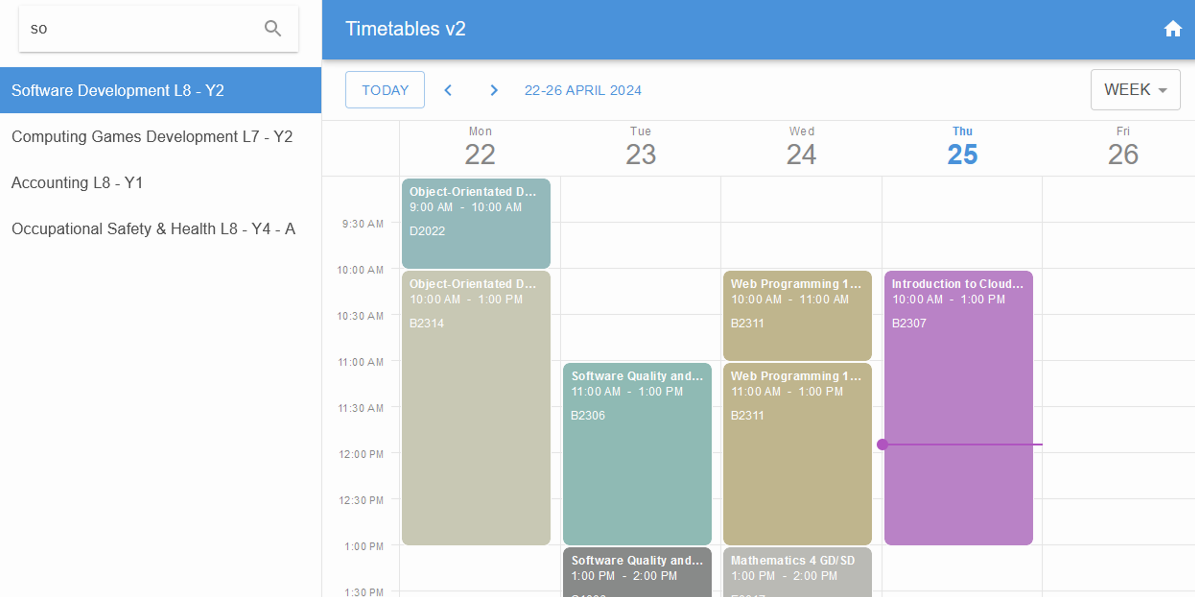 so
Timetables v2
Software Development L8 - Y2
Computing Games Development L7 - Y2
Accounting L8 - Y1
Occupational Safety & Health L8 - Y4 - A
TODAY
22-26 APRIL 2024
WEEK
Mon
22
Tue
23
Wed
24
Thu
25
Fri
26
9:30 AM
10:00 AM
10:30 AM
11:00 AM
11:30 AM
12:00 PM
12:30 PM
1:00 PM
1:30 PM
Object-Orientated D...
9:00 AM - 10:00 AM
D2022
Object-Orientated D...
10:00 AM - 1:00 PM
B2314
Software Quality and...
11:00 AM - 1:00 PM
B2306
Software Quality and...
1:00 PM - 2:00 PM
Web Programming 1...
10:00 AM - 11:00 AM
B2311
Web Programming 1...
11:00 AM - 1:00 PM
B2311
Mathematics 4 GD/SD
1:00 PM - 2:00 PM
Introduction to Cloud...
10:00 AM - 1:00 PM
B2307